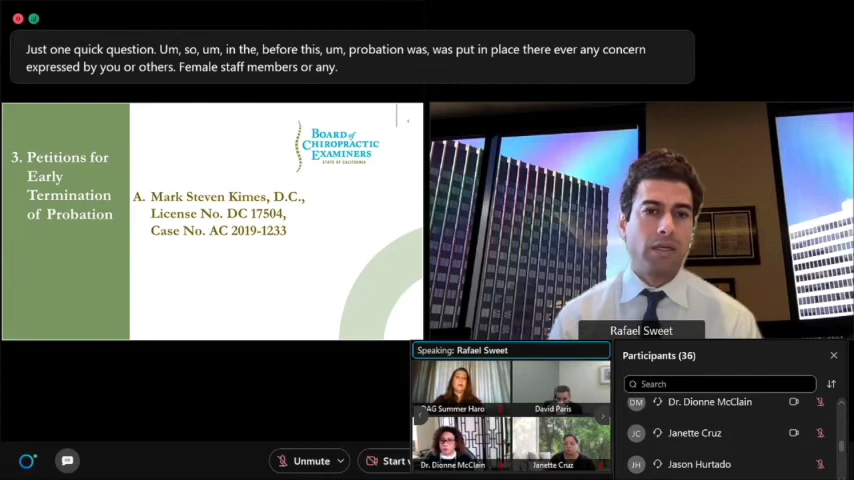 Just one quick question. Um, so, um, in the, before this, um, probation was, was put in place there ever any concern
expressed by you or others. Female staff members or any.
3. Petitions for
Early
Termination
of Probation
BOARD of
CHIROPRACTIC
EXAMINERS
STATE OF CALIFORNIA
A. Mark Steven Kimes, D.C.,
License No. DC 17504,
Case No. AC 2019-1233
Rafael Sweet
Speaking: Rafael Sweet
DAG Summer Haro
David Paris
Dr. Dionne McClain
Janette Cruz
Participants (36)
Search
DM Dr. Dionne McClain
JC Janette Cruz
JH Jason Hurtado
Unmute
Start v